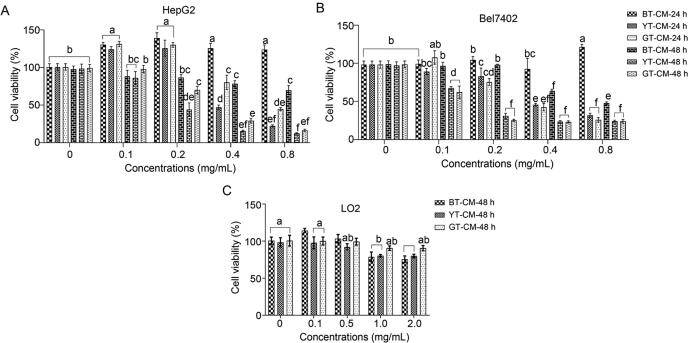 A
HepG2
Cell viability (%)
150
100
50
0
b a bc b a bc de c a ef c c ef e a ef de c ef f
0 0.1 0.2 0.4 0.8
Concentrations (mg/mL)
B
Bel7402
Cell viability (%)
150
100
50
0
b bc ab b d a cd c b f bc e ef e f a f f e f
0 0.1 0.2 0.4 0.8
Concentrations (mg/mL)
BT-CM-24 h
YT-CM-24 h
GT-CM-24 h
BT-CM-48 h
YT-CM-48 h
GT-CM-48 h
C
LO2
BT-CM-48 h
YT-CM-48 h
GT-CM-48 h
Cell viability (%)
150
100
50
0
a a ab b ab ab
0 0.1 0.5 1.0 2.0
Concentrations (mg/mL)